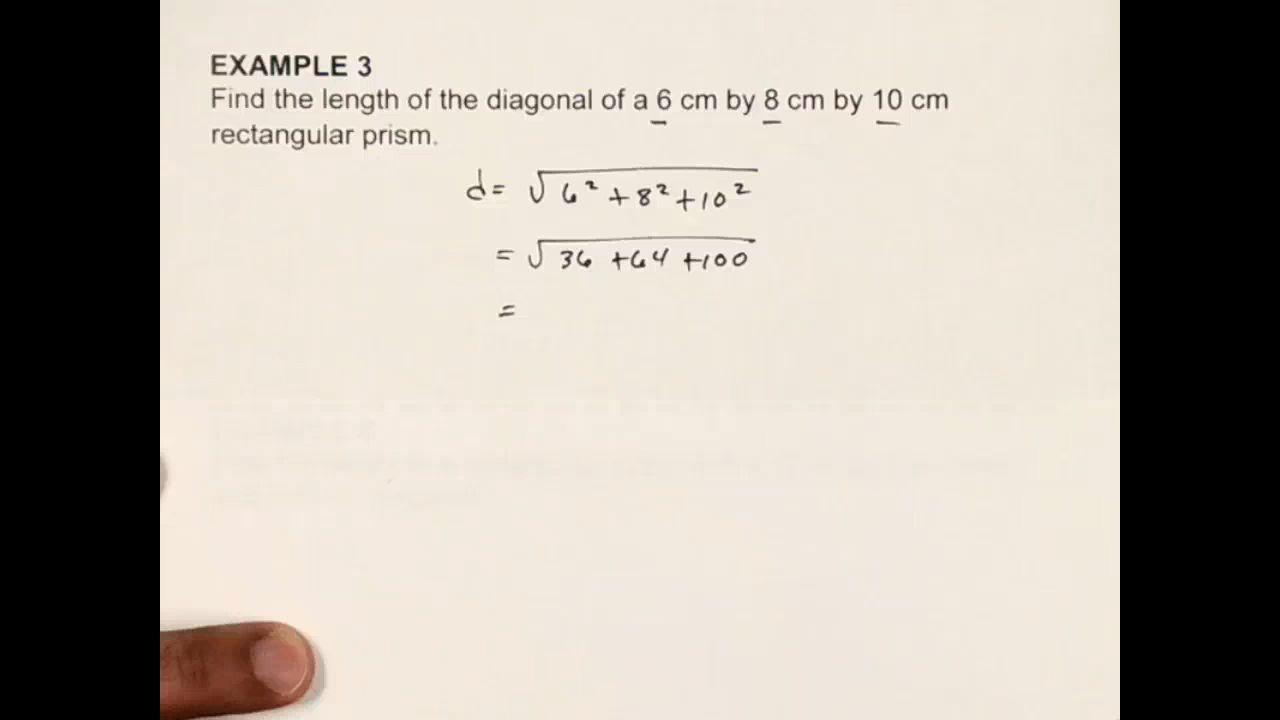 EXAMPLE 3
Find the length of the diagonal of a 6 cm by 8 cm by 10 cm
rectangular prism.
d = √6² + 8² + 10²
= √36 + 64 + 100
=